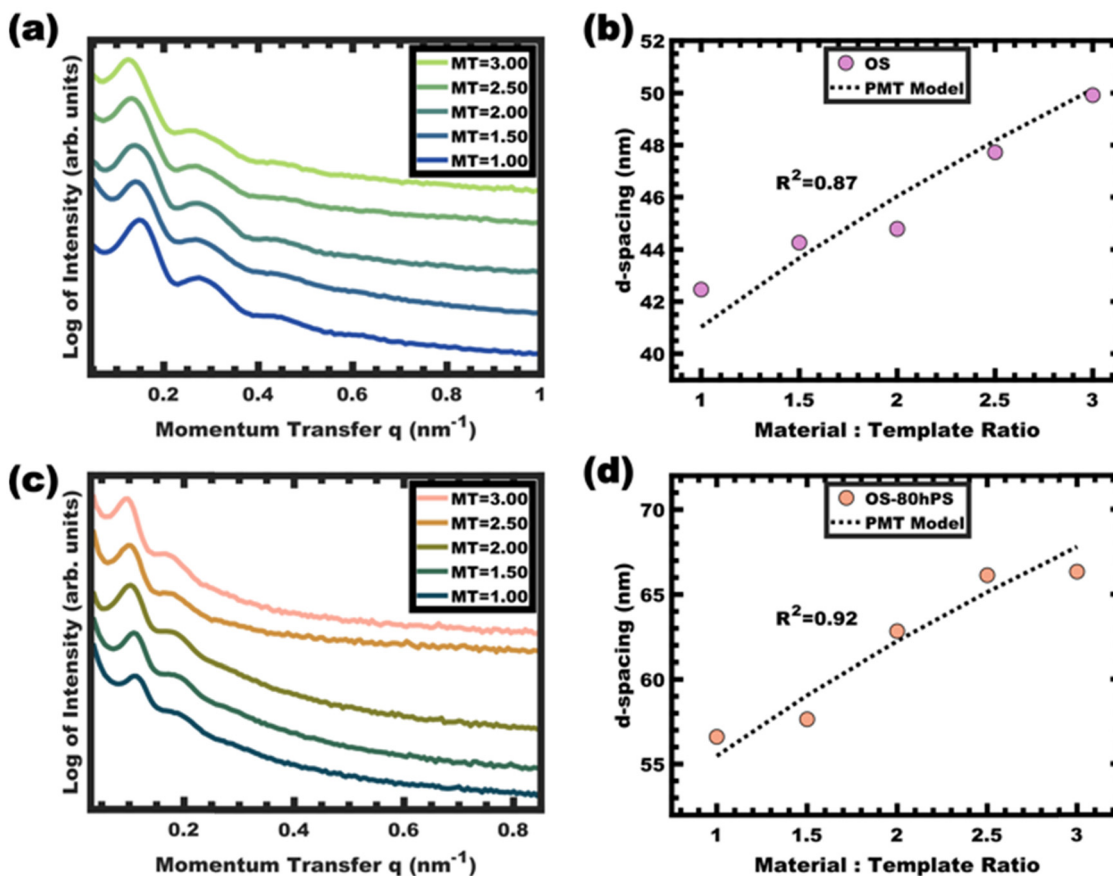 (a)
Log of Intensity (arb. units)
MT=3.00
MT=2.50
MT=2.00
MT=1.50
MT=1.00
0.2 0.4 0.6 0.8 1
Momentum Transfer q (nm⁻¹)
(b)
d-spacing (nm)
52
50
48
46
44
42
40
OS
PMT Model
R²=0.87
1 1.5 2 2.5 3
Material : Template Ratio
(c)
Log of Intensity (arb. units)
MT=3.00
MT=2.50
MT=2.00
MT=1.50
MT=1.00
0.2 0.4 0.6 0.8
Momentum Transfer q (nm⁻¹)
(d)
d-spacing (nm)
70
65
60
55
OS-80hPS
PMT Model
R²=0.92
1 1.5 2 2.5 3
Material : Template Ratio